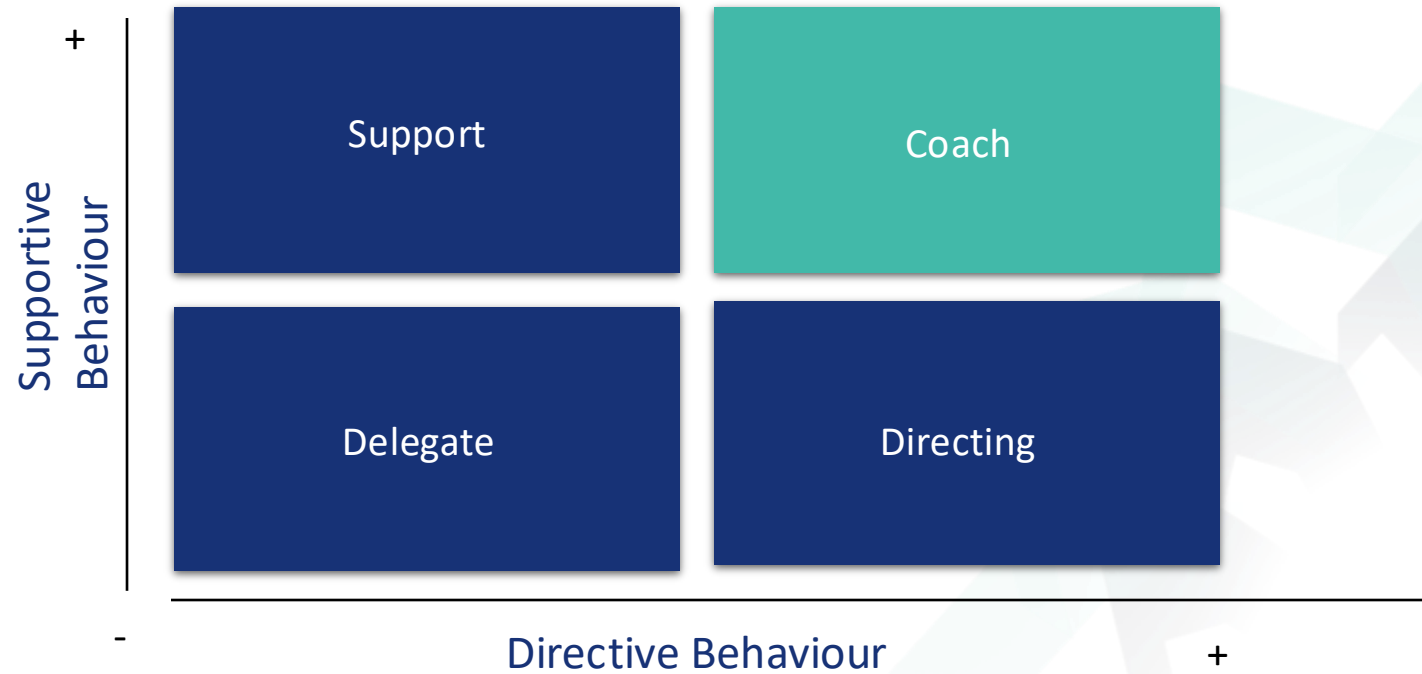 +
Support
Coach
Supportive
Behaviour
Delegate
Directing
-
Directive Behaviour
+